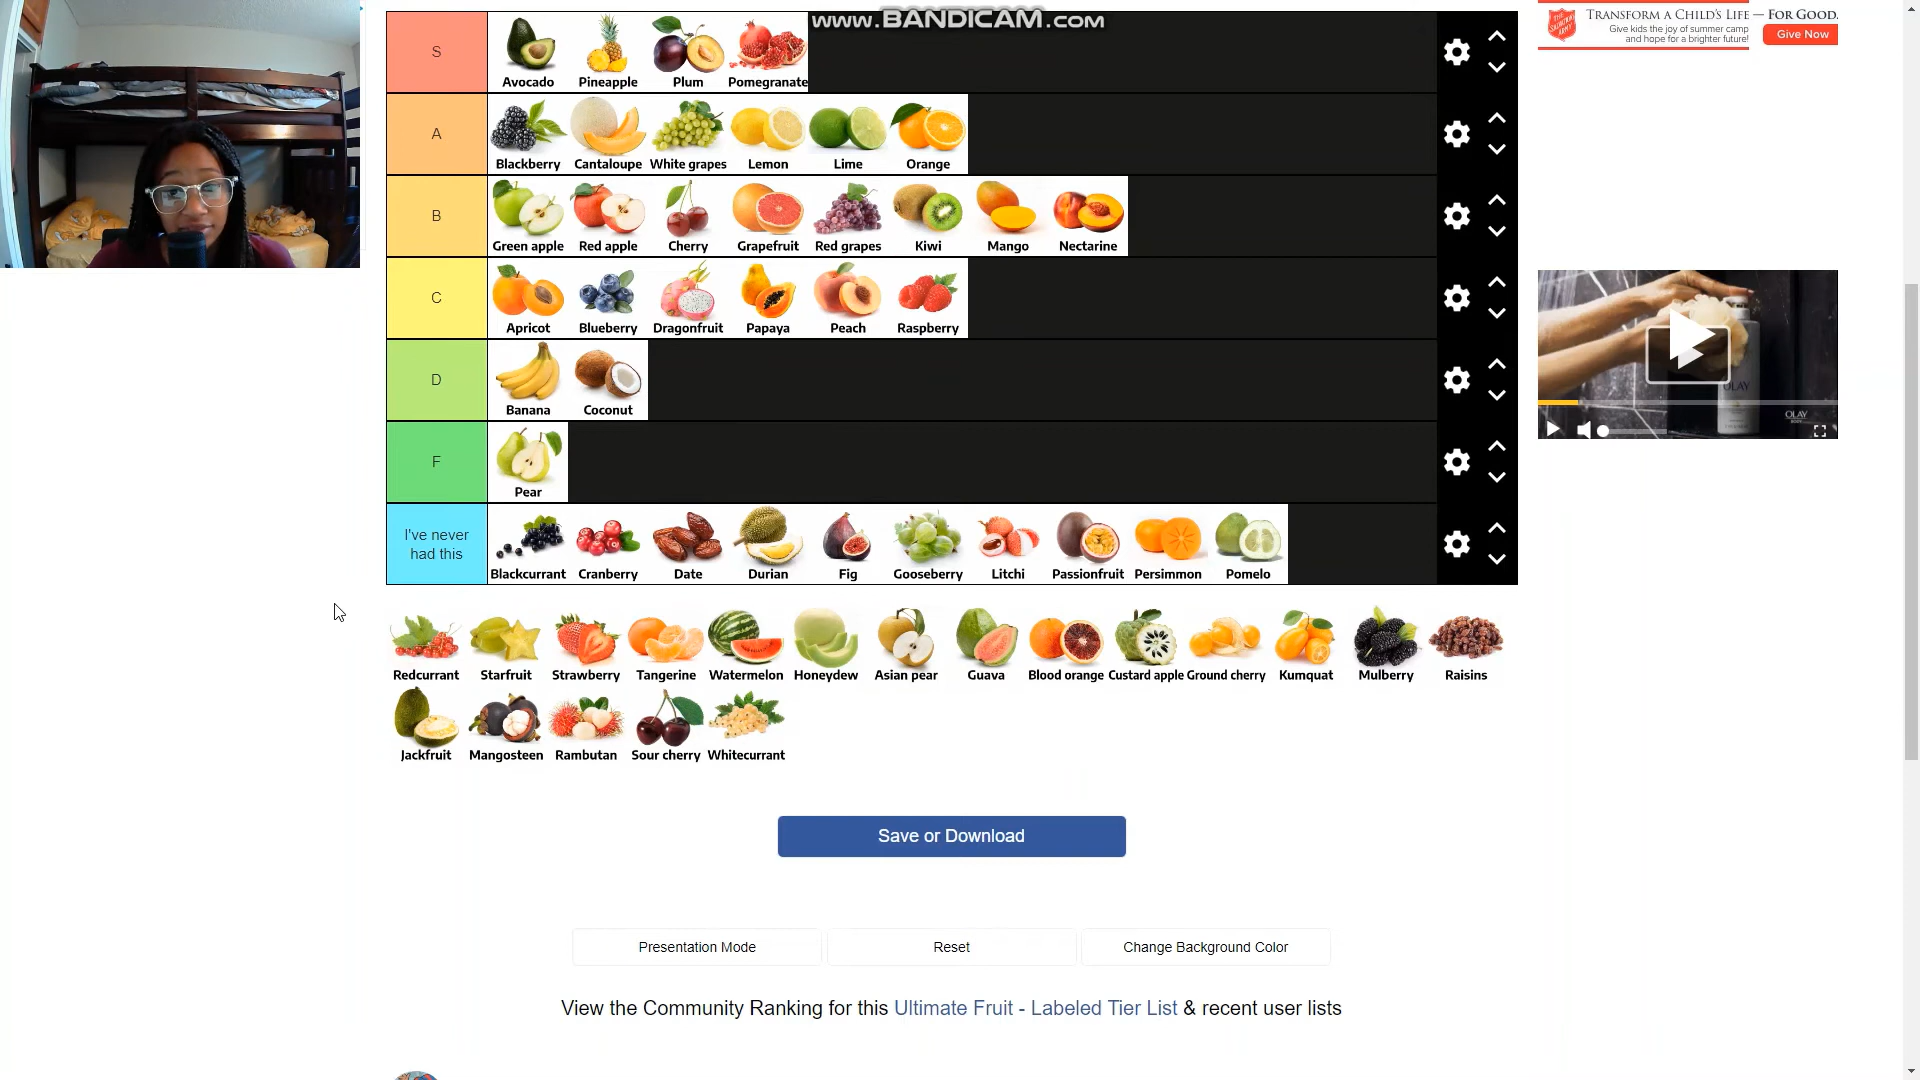 www.BANDICAM.com
S
Avocado
Pineapple
Plum
Pomegranate
A
Blackberry
Cantaloupe
White grapes
Lemon
Lime
Orange
B
Green apple
Red apple
Cherry
Grapefruit
Red grapes
Kiwi
Mango
Nectarine
C
Apricot
Blueberry
Dragonfruit
Papaya
Peach
Raspberry
D
Banana
Coconut
F
Pear
I've never
had this
Blackcurrant
Cranberry
Date
Durian
Fig
Gooseberry
Litchi
Passionfruit
Persimmon
Pomelo
Redcurrant
Starfruit
Strawberry
Tangerine
Watermelon
Honeydew
Asian pear
Guava
Blood orange
Custard apple
Ground cherry
Kumquat
Mulberry
Raisins
Jackfruit
Mangosteen
Rambutan
Sour cherry
Whitecurrant
Save or Download
Presentation Mode
Reset
Change Background Color
View the Community Ranking for this Ultimate Fruit - Labeled Tier List & recent user lists
TRANSFORM A CHILD'S LIFE — FOR GOOD.
Give kids the joy of summer camp
and hope for a brighter future!
Give Now
OLAY
OLAY